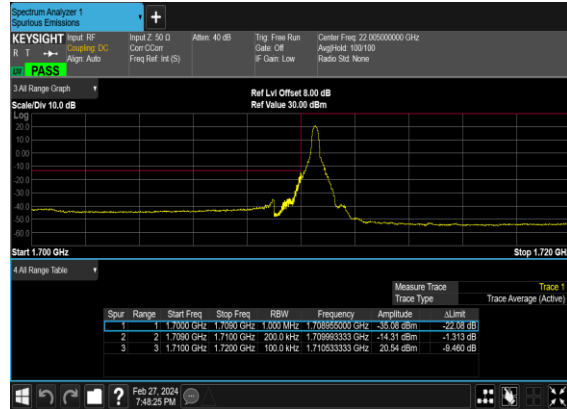 Spectrum Analyzer 1
Spurious Emissions
KEYSIGHT Input: RF Input Z: 50 Ω Atten: 40 dB Trig: Free Run Center Freq: 22.005000000 GHz
R T Coupling: DC Corr CCorr Gate: Off Avg|Hold: 100/100
Align: Auto Freq Ref: Int (S) IF Gain: Low Radio Std: None
LXI PASS
3 All Range Graph Ref Lvl Offset 8.00 dB
Scale/Div 10.0 dB Ref Value 30.00 dBm
Log
20.0
10.0
0.00
-10.0
-20.0
-30.0
-40.0
-50.0
-60.0
Start 1.700 GHz Stop 1.720 GH
4 All Range Table
Measure Trace Trace 1
Trace Type Trace Average (Active)
Spur Range Start Freq Stop Freq RBW Frequency Amplitude ΔLimit
1 1 1.7000 GHz 1.7090 GHz 1.000 MHz 1.708955000 GHz -35.08 dBm -22.08 dB
2 2 1.7090 GHz 1.7100 GHz 200.0 kHz 1.709993333 GHz -14.31 dBm -1.313 dB
3 3 1.7100 GHz 1.7200 GHz 100.0 kHz 1.710533333 GHz 20.54 dBm -9.460 dB
? Feb 27, 2024
7:48:25 PM